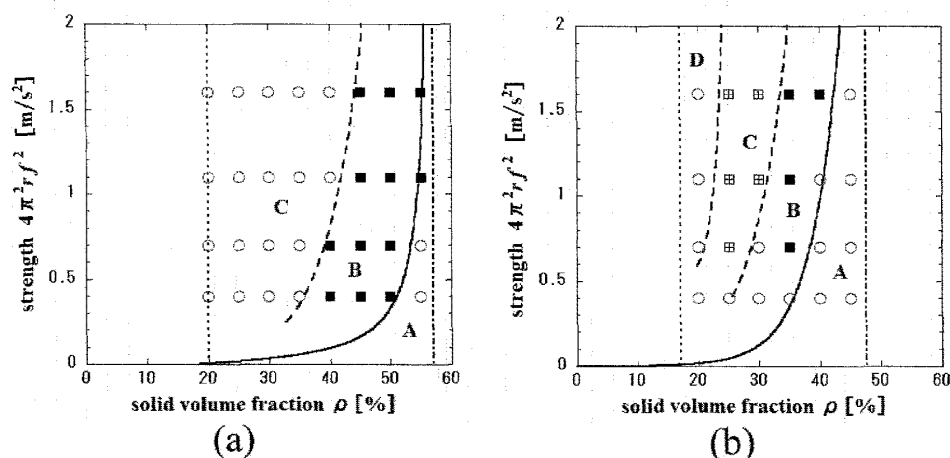 2
1.5
1
0.5
0
strength 4π²rf² [m/s²]
A
B
C
0 10 20 30 40 50 60
solid volume fraction ρ [%]
(a)
2
1.5
1
0.5
0
strength 4π²rf² [m/s²]
D
C
B
A
0 10 20 30 40 50 60
solid volume fraction ρ [%]
(b)